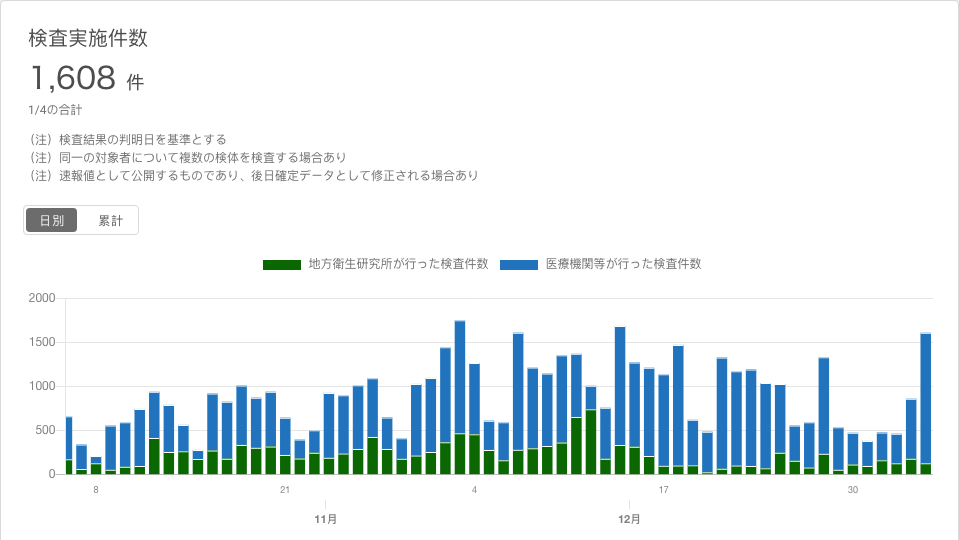 検査実施件数
1,608 件
1/4の合計
（注）検査結果の判明日を基準とする
（注）同一の対象者について複数の検体を検査する場合あり
（注）速報値として公開するものであり、後日確定データとして修正される場合あり
日別 累計
地方衛生研究所が行った検査件数 医療機関等が行った検査件数
2000
1500
1000
500
0
8 21 4 17 30
11月 12月